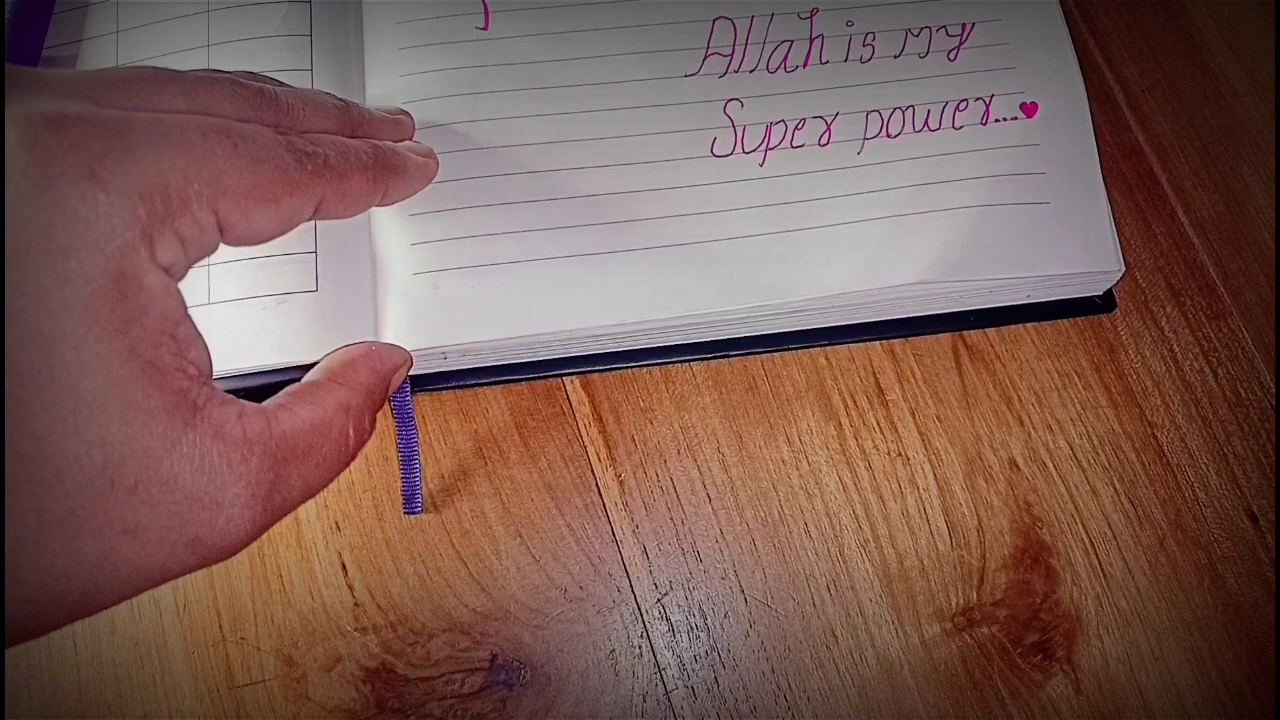 Allah is my
Super power...♥